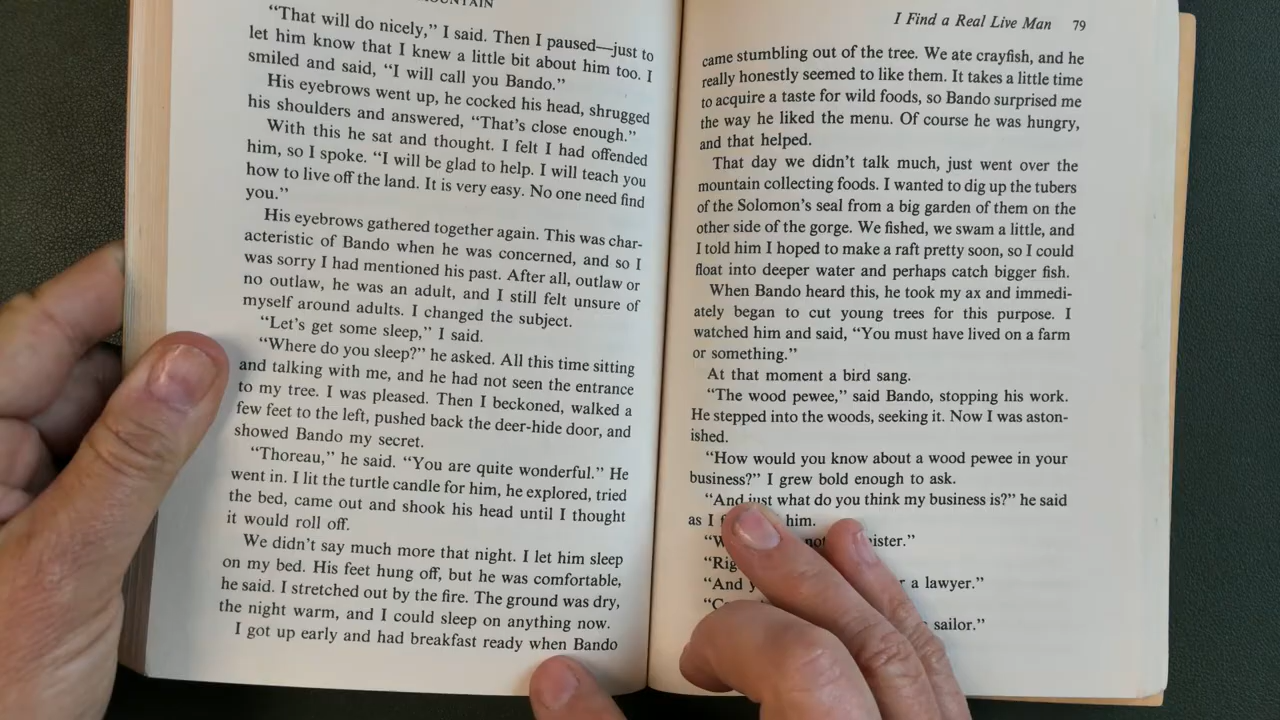 MOUNTAIN
"That will do nicely," I said. Then I paused—just to
let him know that I knew a little bit about him too. I
smiled and said, "I will call you Bando."
His eyebrows went up, he cocked his head, shrugged
his shoulders and answered, "That's close enough."
With this he sat and thought. I felt I had offended
him, so I spoke. "I will be glad to help. I will teach you
how to live off the land. It is very easy. No one need find
you."
His eyebrows gathered together again. This was char-
acteristic of Bando when he was concerned, and so I
was sorry I had mentioned his past. After all, outlaw or
no outlaw, he was an adult, and I still felt unsure of
myself around adults. I changed the subject.
"Let's get some sleep," I said.
"Where do you sleep?" he asked. All this time sitting
and talking with me, and he had not seen the entrance
to my tree. I was pleased. Then I beckoned, walked a
few feet to the left, pushed back the deer-hide door, and
showed Bando my secret.
"Thoreau," he said. "You are quite wonderful." He
went in. I lit the turtle candle for him, he explored, tried
the bed, came out and shook his head until I thought
it would roll off.
We didn't say much more that night. I let him sleep
on my bed. His feet hung off, but he was comfortable,
he said. I stretched out by the fire. The ground was dry,
the night warm, and I could sleep on anything now.
I got up early and had breakfast ready when Bando
I Find a Real Live Man 79
came stumbling out of the tree. We ate crayfish, and he
really honestly seemed to like them. It takes a little time
to acquire a taste for wild foods, so Bando surprised me
the way he liked the menu. Of course he was hungry,
and that helped.
That day we didn't talk much, just went over the
mountain collecting foods. I wanted to dig up the tubers
of the Solomon's seal from a big garden of them on the
other side of the gorge. We fished, we swam a little, and
I told him I hoped to make a raft pretty soon, so I could
float into deeper water and perhaps catch bigger fish.
When Bando heard this, he took my ax and immedi-
ately began to cut young trees for this purpose. I
watched him and said, "You must have lived on a farm
or something."
At that moment a bird sang.
"The wood pewee," said Bando, stopping his work.
He stepped into the woods, seeking it. Now I was aston-
ished.
"How would you know about a wood pewee in your
business?" I grew bold enough to ask.
"And just what do you think my business is?" he said
as I him.
not
"And a lawyer."
sailor."